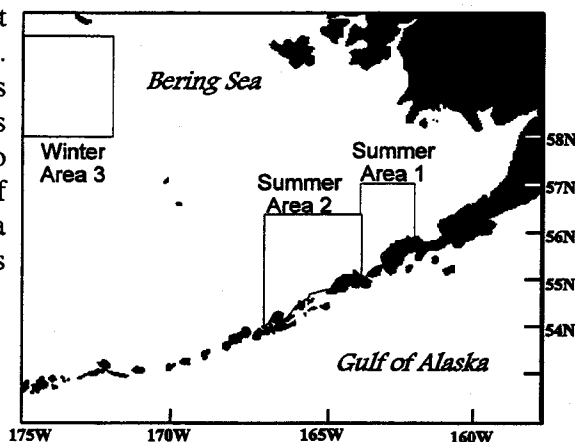 t
.
s
s
o
f
a
s
Bering Sea
Winter
Area 3
Summer
Area 1
Summer
Area 2
Gulf of Alaska
58N
57N
56N
55N
54N
175W 170W 165W 160W